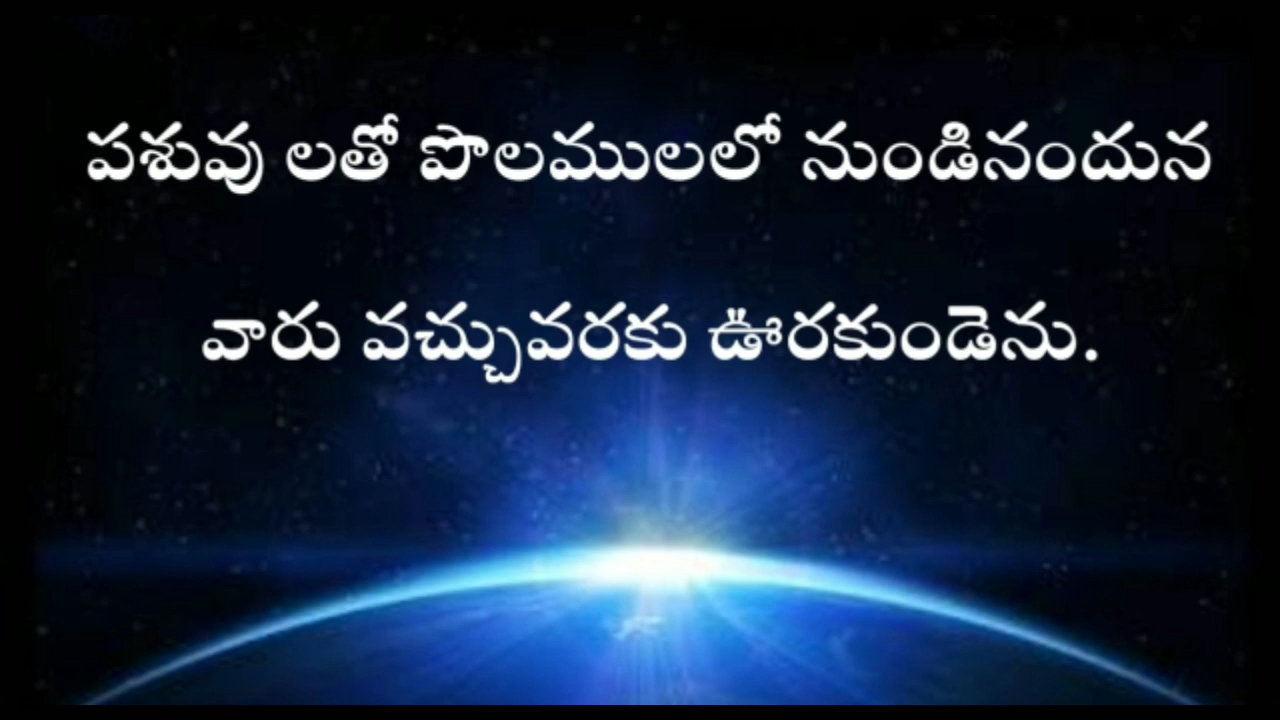 పశువు లతో పొలములలో నుండినందున
వారు వచ్చువరకు ఊరకుండెను.